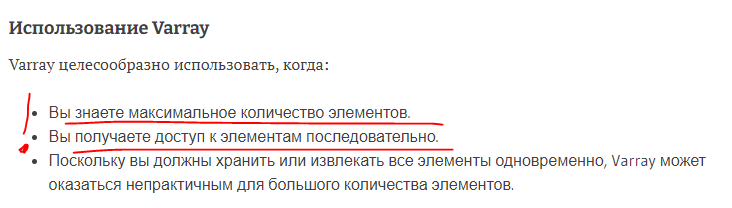 Использование Varray
Varray целесообразно использовать, когда:
• Вы знаете максимальное количество элементов.
• Вы получаете доступ к элементам последовательно.
• Поскольку вы должны хранить или извлекать все элементы одновременно, Varray может
оказаться непрактичным для большого количества элементов.